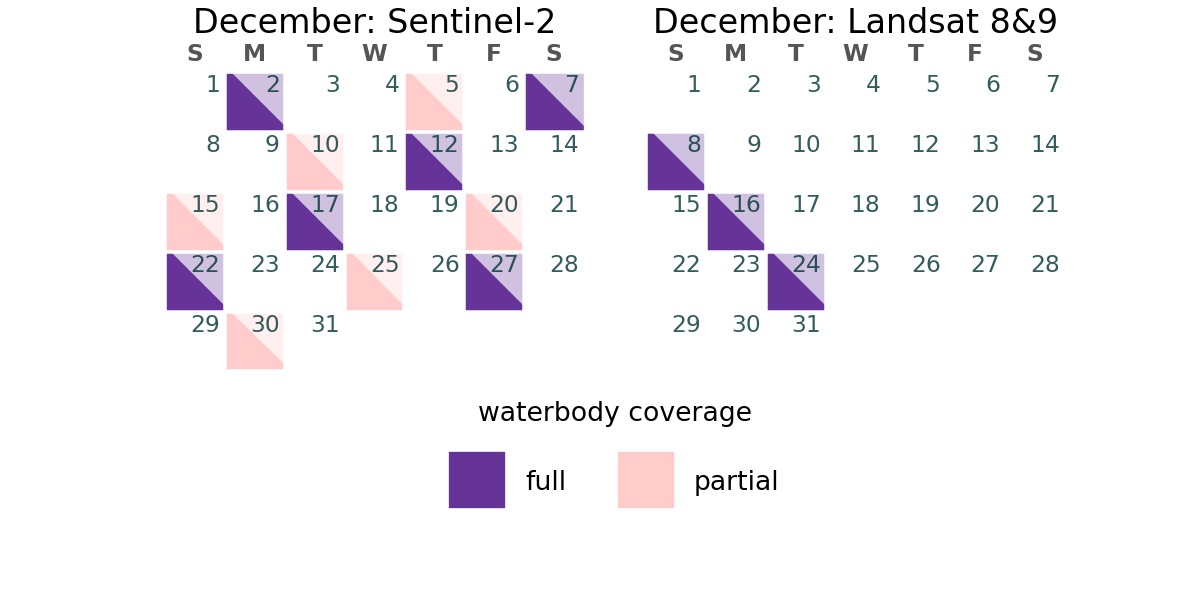 December: Sentinel-2
S M T W T F S
1 2 3 4 5 6 7
8 9 10 11 12 13 14
15 16 17 18 19 20 21
22 23 24 25 26 27 28
29 30 31
December: Landsat 8&9
S M T W T F S
1 2 3 4 5 6 7
8 9 10 11 12 13 14
15 16 17 18 19 20 21
22 23 24 25 26 27 28
29 30 31
waterbody coverage
full partial